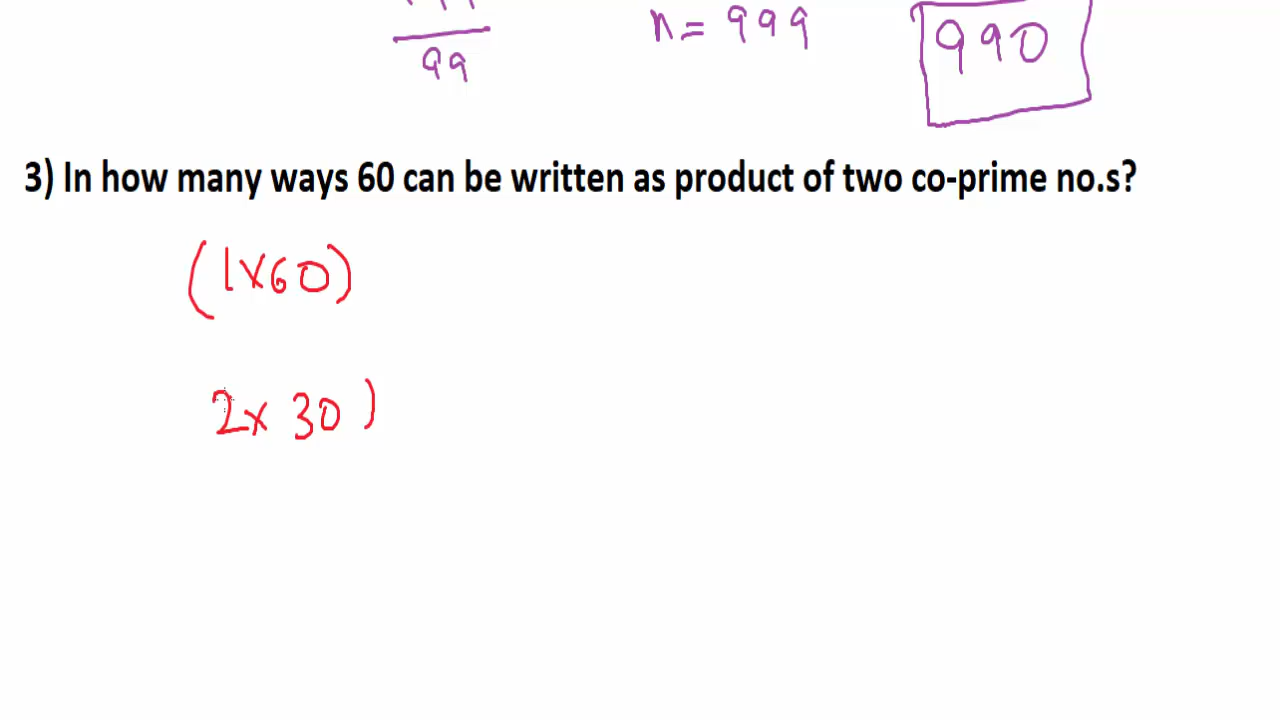 99
n = 999
990
3) In how many ways 60 can be written as product of two co-prime no.s?
(1x60)
2x 30 )